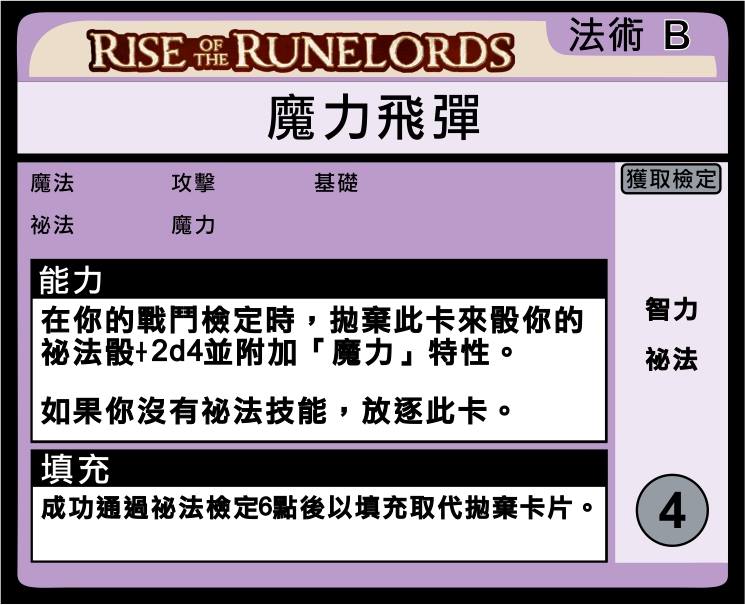 RISE OF THE RUNELORDS
法術 B
魔力飛彈
魔法 攻擊 基礎
祕法 魔力
獲取檢定
智力
祕法
4
能力
在你的戰鬥檢定時，拋棄此卡來骰你的
祕法骰+2d4並附加「魔力」特性。
如果你沒有祕法技能，放逐此卡。
填充
成功通過祕法檢定6點後以填充取代拋棄卡片。